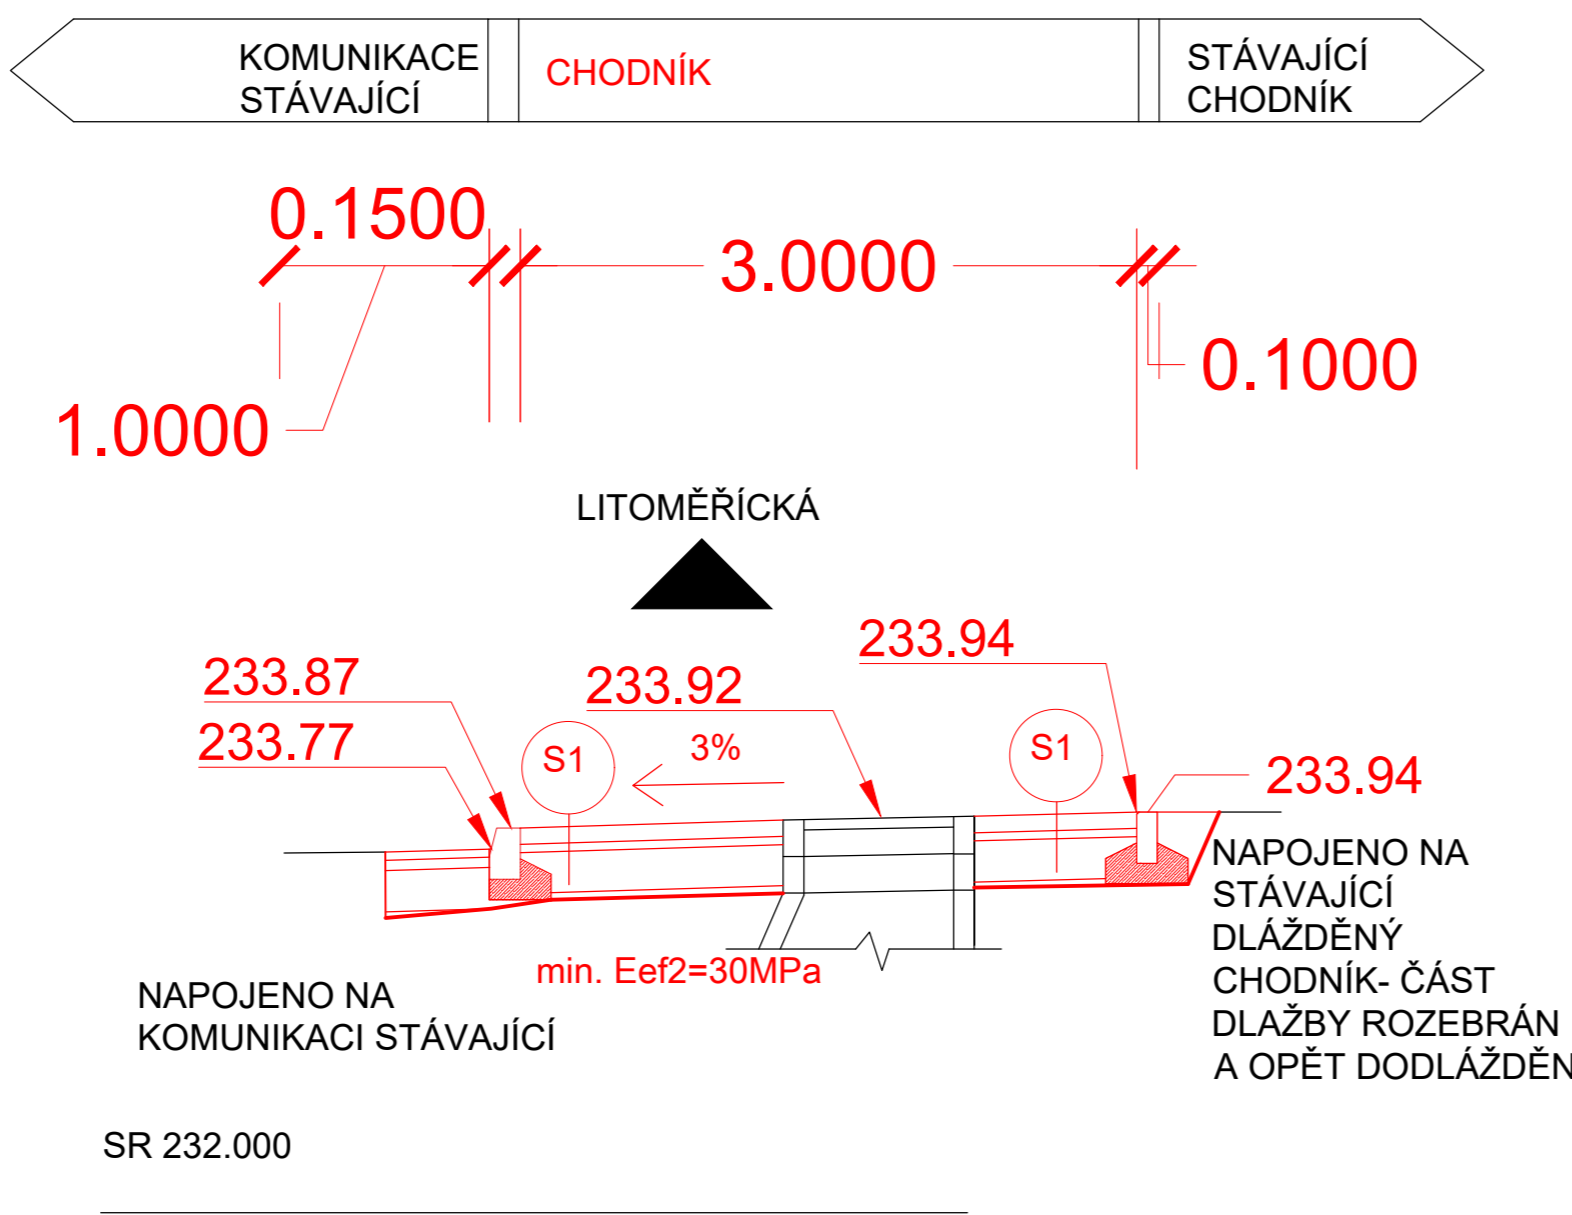 KOMUNIKACE
STÁVAJÍCÍ
CHODNÍK
STÁVAJÍCÍ
CHODNÍK
0.1500
3.0000
0.1000
1.0000
LITOMĚŘÍCKÁ
233.94
233.87
233.92
233.77
S1
3%
S1
233.94
NAPOJENO NA
STÁVAJÍCÍ
DLÁŽDĚNÝ
CHODNÍK- ČÁST
DLAŽBY ROZEBRÁN
A OPĚT DODLÁŽDĚN
min. Eef2=30MPa
NAPOJENO NA
KOMUNIKACI STÁVAJÍCÍ
SR 232.000